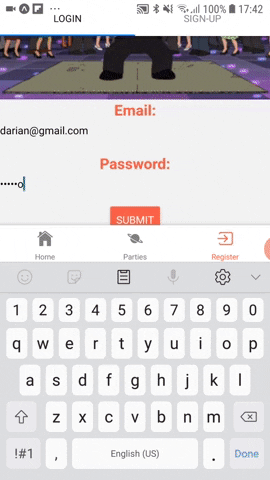 100% 17:42
LOGIN SIGN-UP
Email:
darian@gmail.com
Password:
•••••o
SUBMIT
Home Parties Register
1 2 3 4 5 6 7 8 9 0
q w e r t y u i o p
a s d f g h j k l
z x c v b n m
!#1 , English (US) . Done